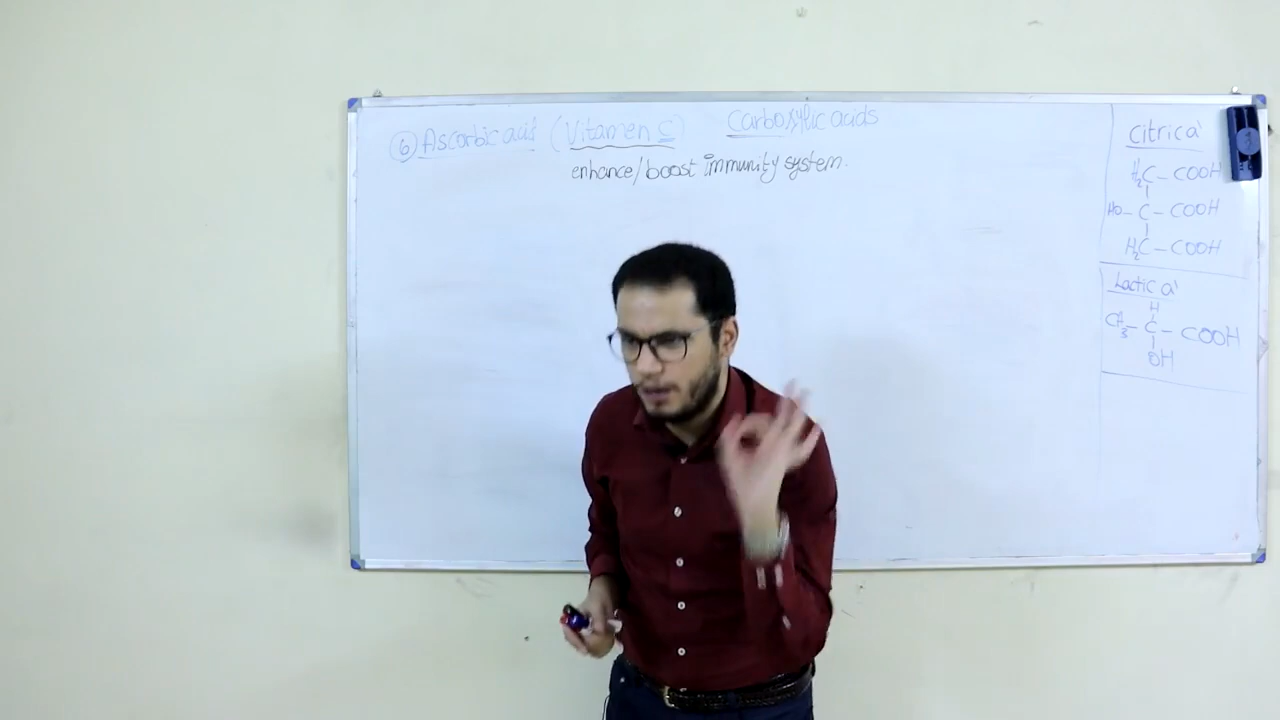 ⑥ Ascorbic acid (Vitamen C)
Carboxylic acids
enhance/boost immunity system.
Citric a'
H₂C – COOH
HO – C – COOH
H₂C – COOH
Lactic a'
H
CH₃ – C – COOH
OH